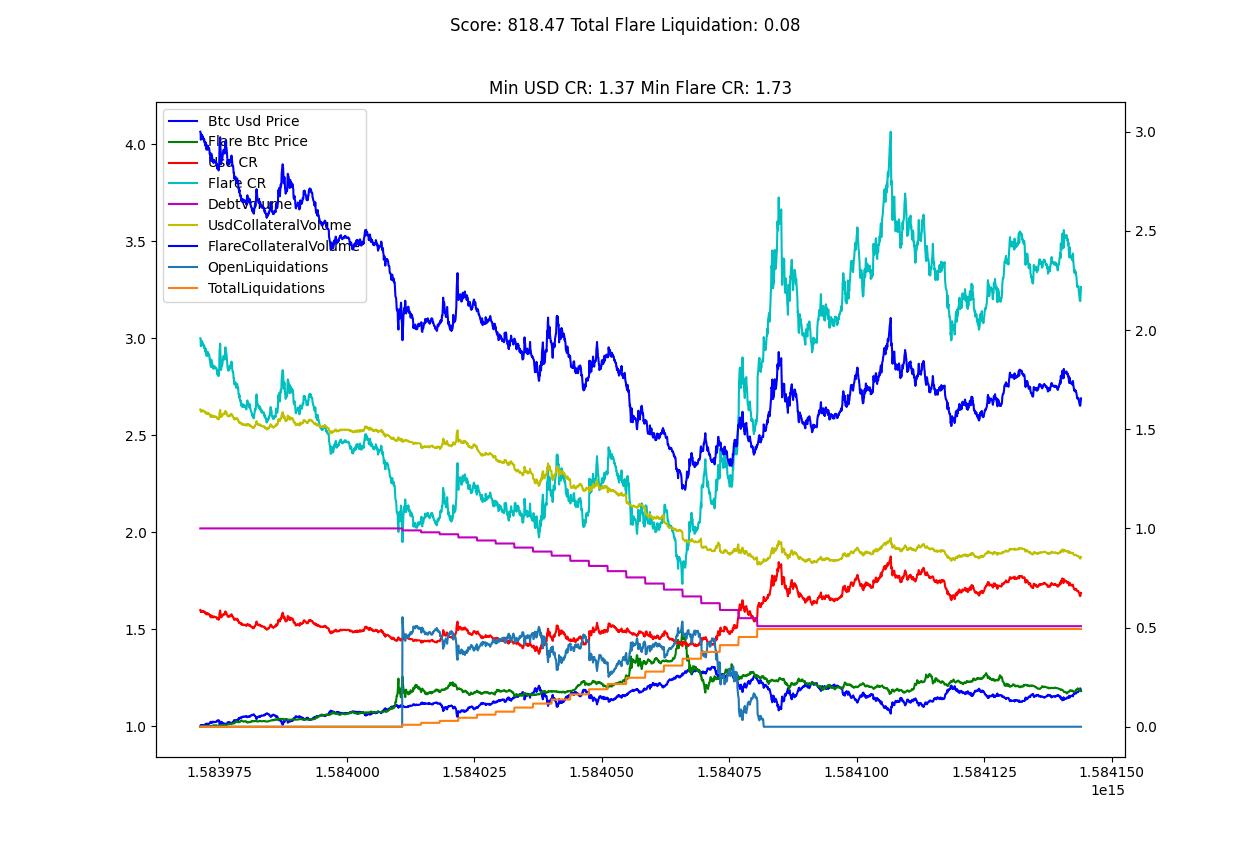 Score: 818.47 Total Flare Liquidation: 0.08
Min USD CR: 1.37 Min Flare CR: 1.73
Btc Usd Price
Flare Btc Price
Usd CR
Flare CR
DebtVolume
UsdCollateralVolume
FlareCollateralVolume
OpenLiquidations
TotalLiquidations
4.0
3.5
3.0
2.5
2.0
1.5
1.0
3.0
2.5
2.0
1.5
1.0
0.5
0.0
1.583975 1.584000 1.584025 1.584050 1.584075 1.584100 1.584125 1.584150
1e15